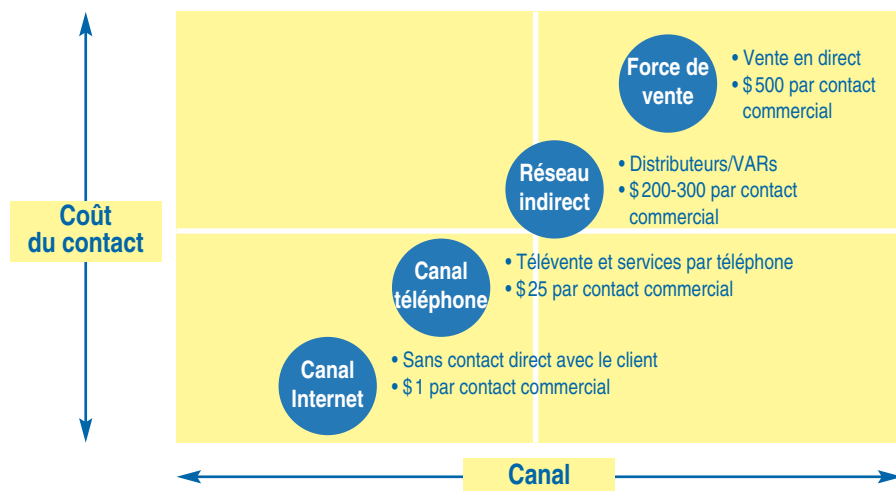 Force de
vente
• Vente en direct
• $500 par contact
commercial
Réseau
indirect
• Distributeurs/VARs
• $200-300 par contact
commercial
Coût
du contact
Canal
téléphone
• Télévente et services par téléphone
• $25 par contact commercial
Canal
Internet
• Sans contact direct avec le client
• $1 par contact commercial
Canal